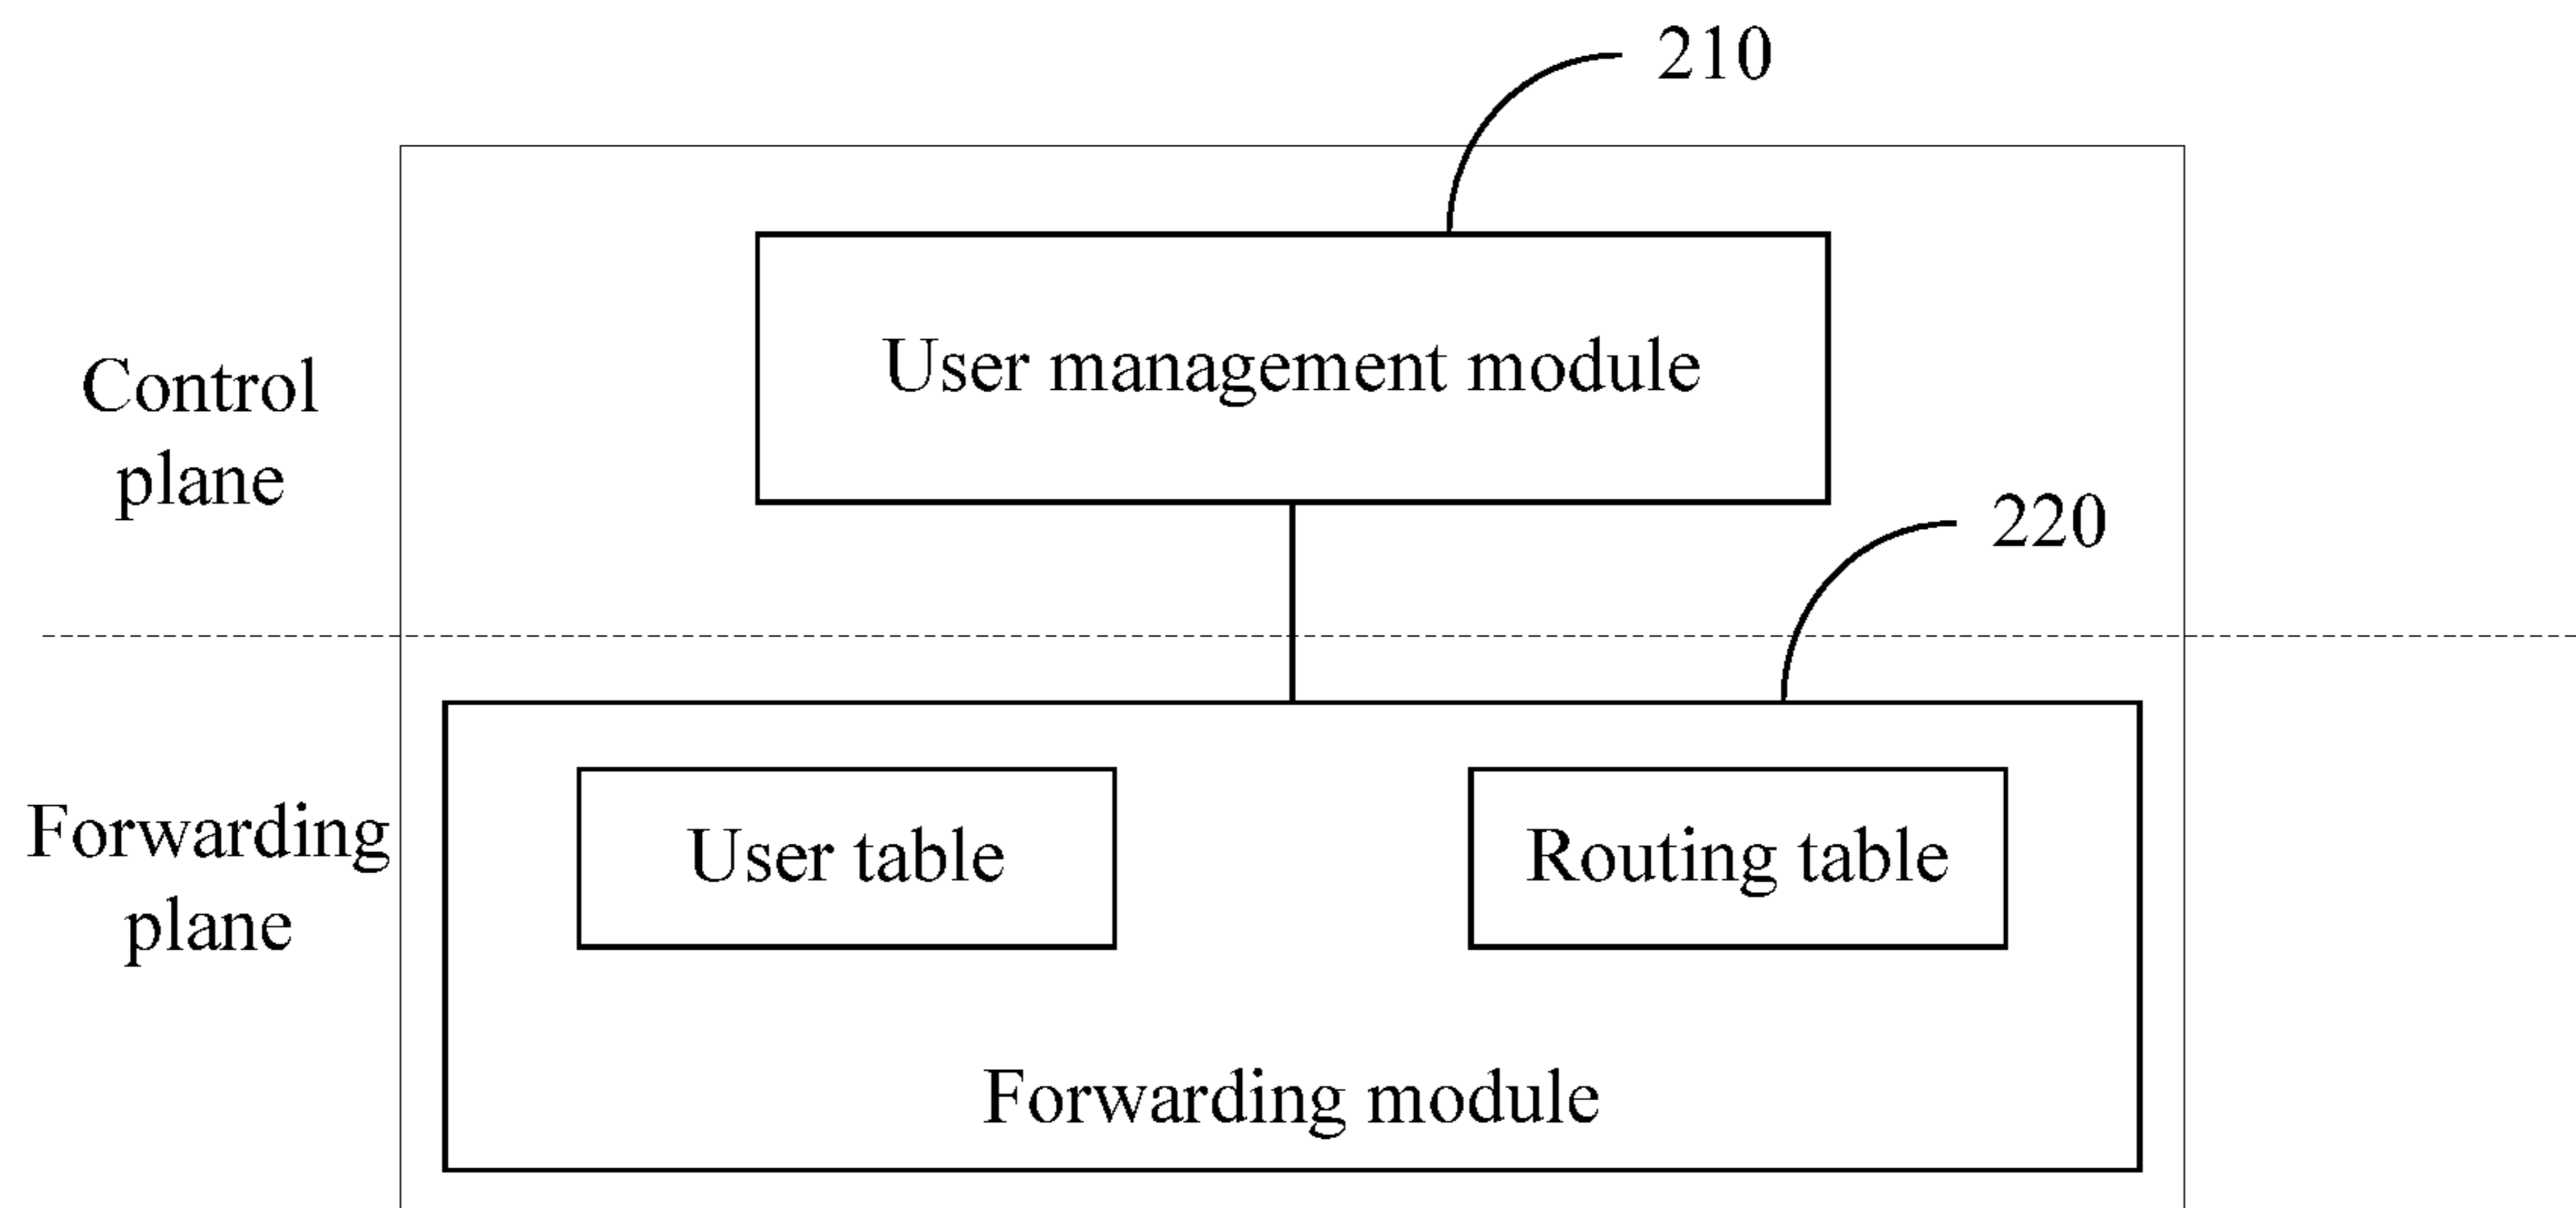 210
User management module
Control
plane
220
User table
Routing table
Forwarding
plane
Forwarding module